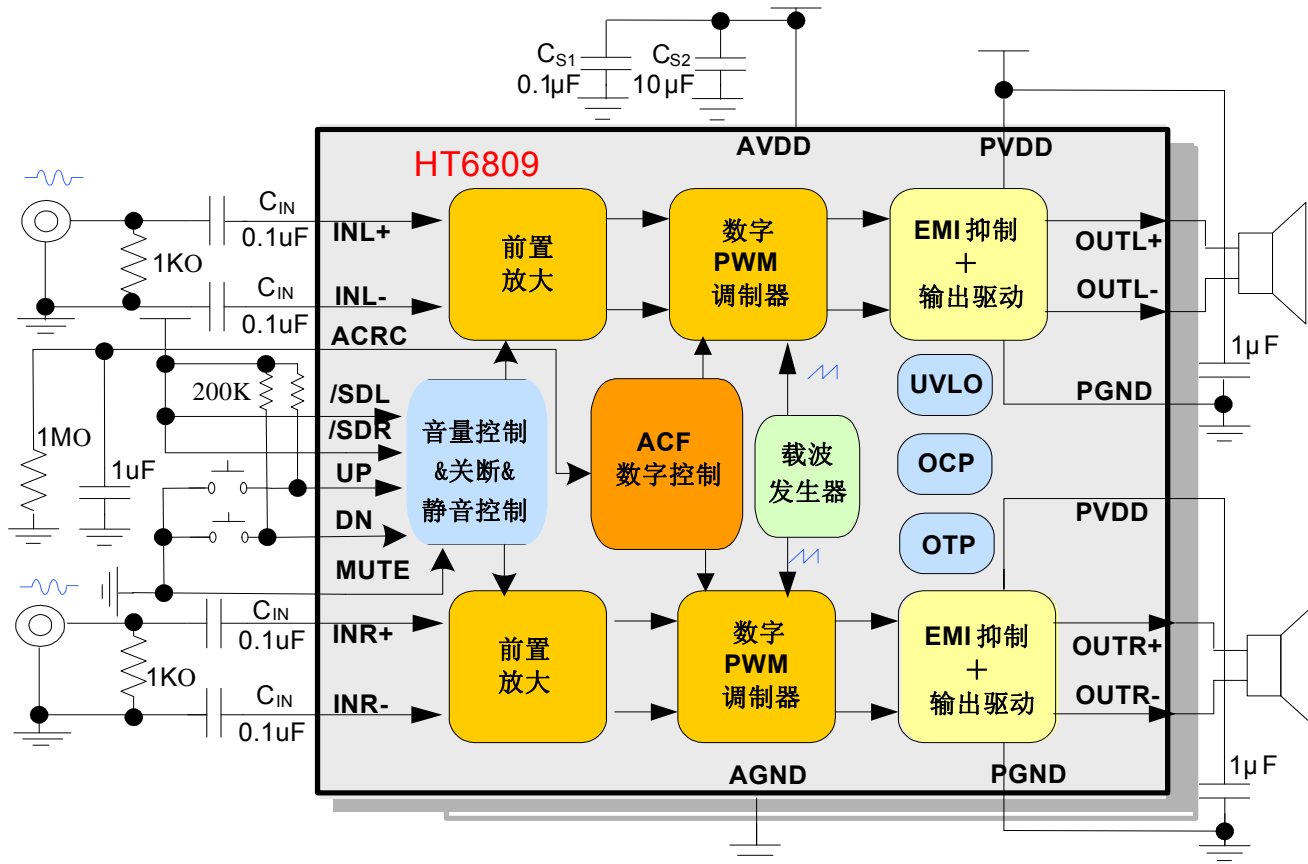 CS1
0.1µF
CS2
10µF
AVDD
PVDD
HT6809
CIN
0.1uF
INL+
1KO
CIN
0.1uF
INL-
前置
放大
数字
PWM
调制器
EMI 抑制
+
输出驱动
OUTL+
OUTL-
ACRC
200K
/SDL
/SDR
1MO
1uF
UP
DN
MUTE
音量控制
&关断&
静音控制
ACF
数字控制
载波
发生器
UVLO
OCP
OTP
1µF
PGND
PVDD
CIN
0.1uF
INR+
1KO
CIN
0.1uF
INR-
前置
放大
数字
PWM
调制器
EMI 抑制
+
输出驱动
OUTR+
OUTR-
AGND
PGND
1µF